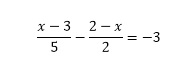 (x − 3)/5 − (2 − x)/2 = −3